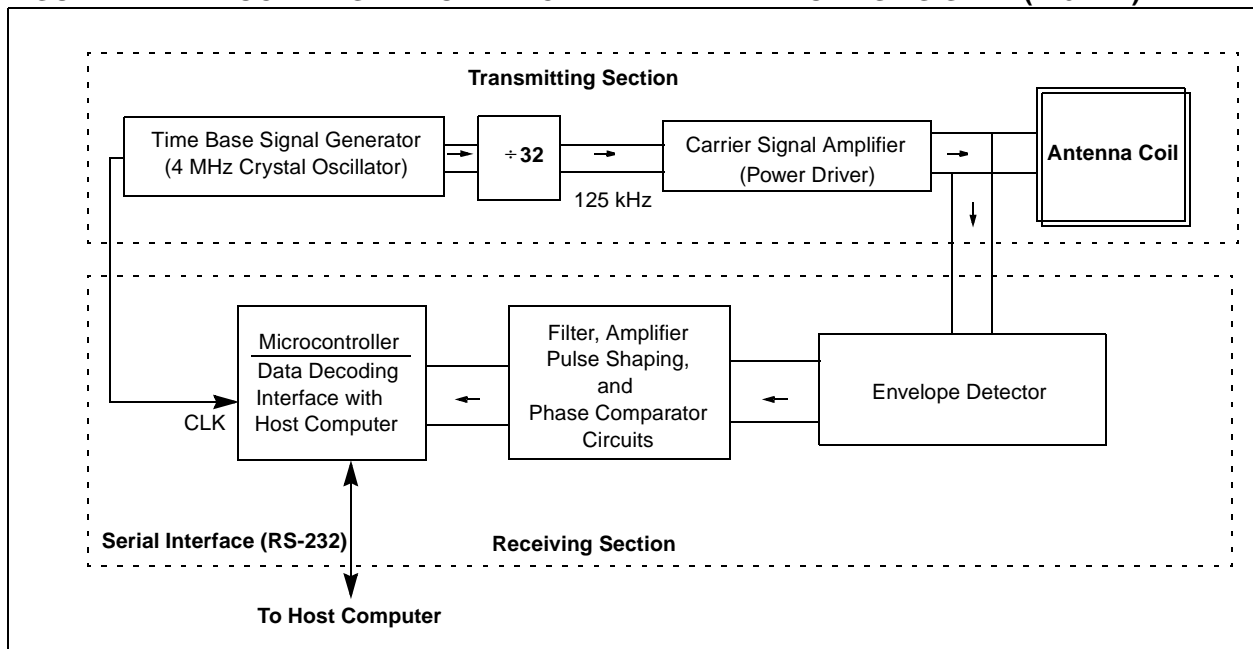 Transmitting Section
Time Base Signal Generator
(4 MHz Crystal Oscillator)
÷32
125 kHz
Carrier Signal Amplifier
(Power Driver)
Antenna Coil
Microcontroller
Data Decoding
Interface with
Host Computer
CLK
Filter, Amplifier
Pulse Shaping,
and
Phase Comparator
Circuits
Envelope Detector
Serial Interface (RS-232)
Receiving Section
To Host Computer